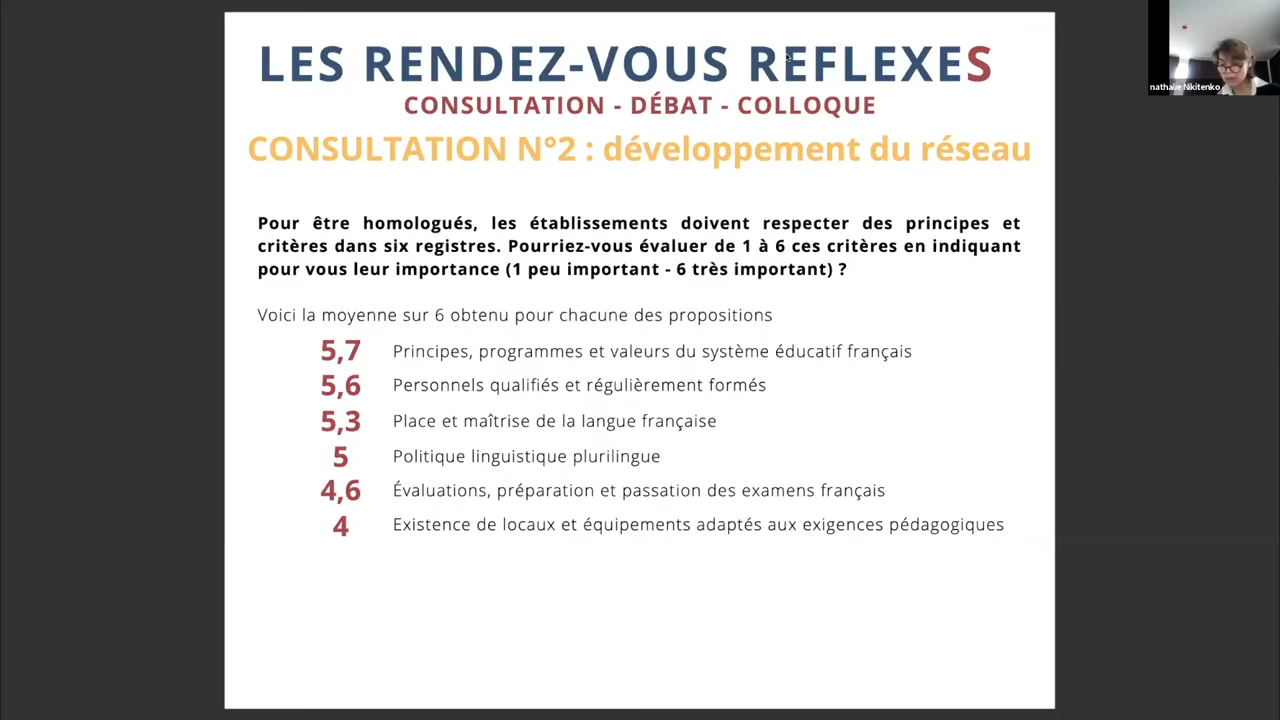 LES RENDEZ-VOUS REFLEXES
CONSULTATION - DÉBAT - COLLOQUE
CONSULTATION N°2 : développement du réseau
Pour être homologués, les établissements doivent respecter des principes et
critères dans six registres. Pourriez-vous évaluer de 1 à 6 ces critères en indiquant
pour vous leur importance (1 peu important - 6 très important) ?
Voici la moyenne sur 6 obtenu pour chacune des propositions
5,7 Principes, programmes et valeurs du système éducatif français
5,6 Personnels qualifiés et régulièrement formés
5,3 Place et maîtrise de la langue française
5 Politique linguistique plurilingue
4,6 Évaluations, préparation et passation des examens français
4 Existence de locaux et équipements adaptés aux exigences pédagogiques
nathalie Nikitenko